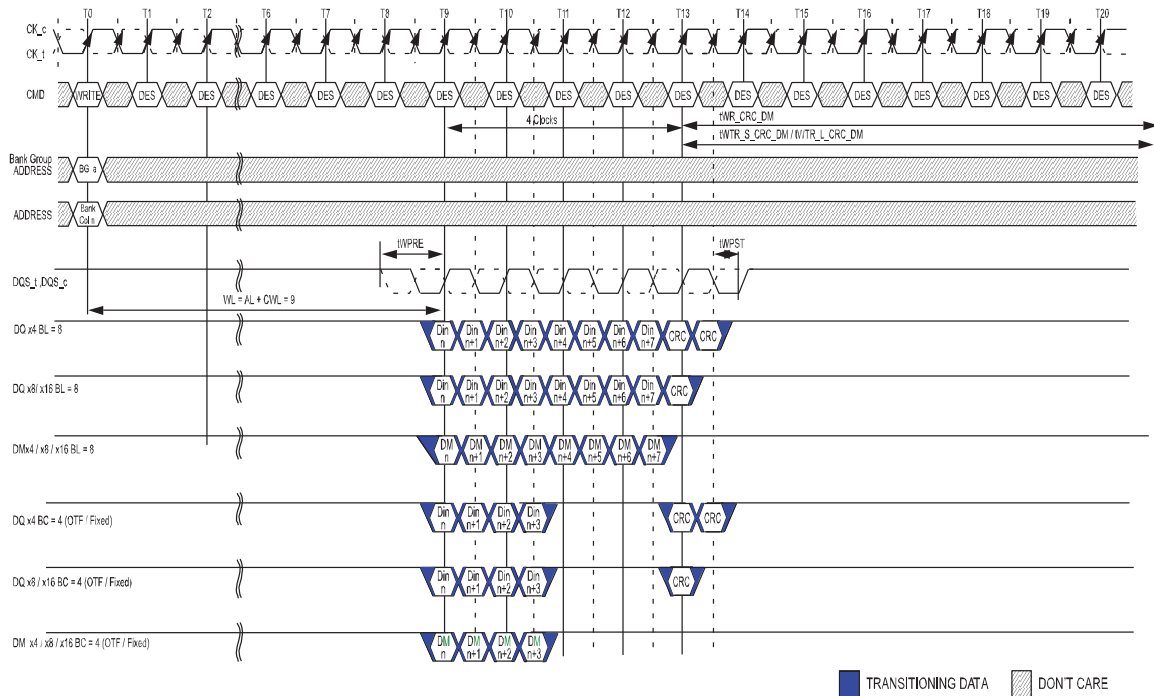 T0 T1 T2 T6 T7 T8 T9 T10 T11 T12 T13 T14 T15 T16 T17 T18 T19 T20
CK_c
CK_t
CMD WRITE DES DES DES DES DES DES DES DES DES DES DES DES DES DES DES DES DES
4 Clocks tWR_CRC_DM
tWTR_S_CRC_DM / tWTR_L_CRC_DM
Bank Group
ADDRESS BG a
ADDRESS Bank
Col n
tWPRE tWPST
DQS_t ,DQS_c
WL = AL + CWL = 9
DQ x4 BL = 8 Din n Din n+1 Din n+2 Din n+3 Din n+4 Din n+5 Din n+6 Din n+7 CRC CRC
DQ x8/ x16 BL = 8 Din n Din n+1 Din n+2 Din n+3 Din n+4 Din n+5 Din n+6 Din n+7 CRC
DMx4 / x8 / x16 BL = 8 DM n DM n+1 DM n+2 DM n+3 DM n+4 DM n+5 DM n+6 DM n+7
DQ x4 BC = 4 (OTF / Fixed) Din n Din n+1 Din n+2 Din n+3 CRC CRC
DQ x8 / x16 BC = 4 (OTF / Fixed) Din n Din n+1 Din n+2 Din n+3 CRC
DM x4 / x8 / x16 BC = 4 (OTF / Fixed) DM n DM n+1 DM n+2 DM n+3
TRANSITIONING DATA DON'T CARE